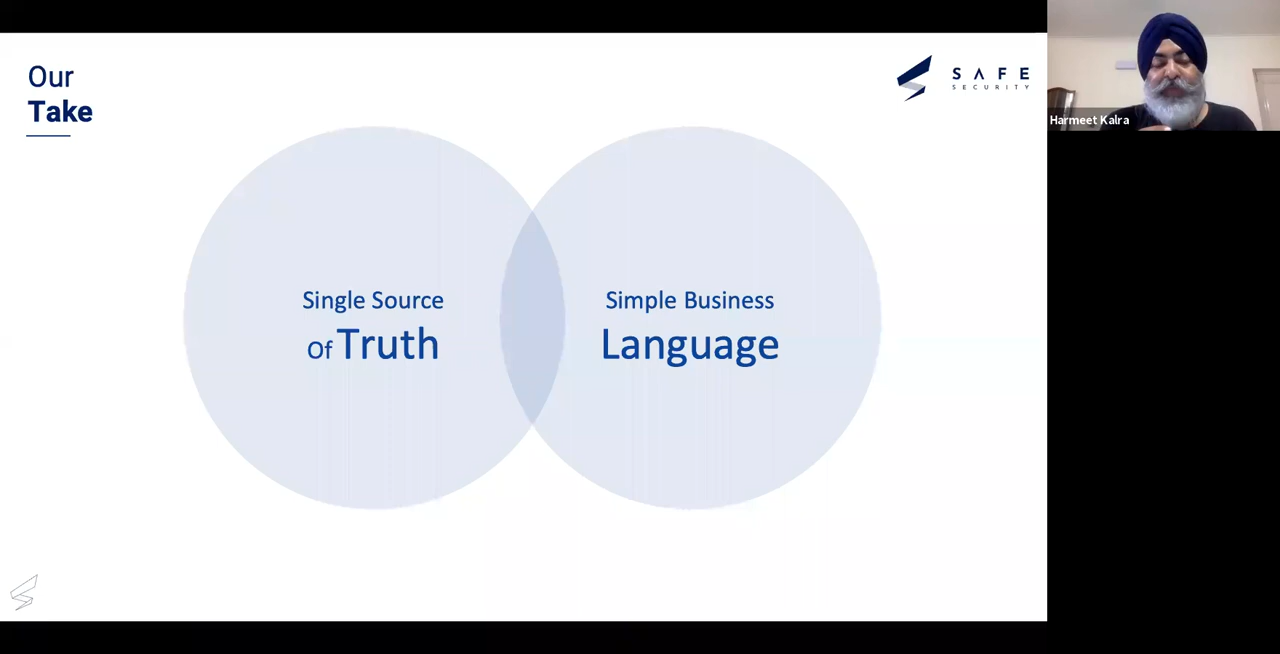 Our
Take
SAFE
SECURITY
Harmeet Kalra
Single Source
Of Truth
Simple Business
Language